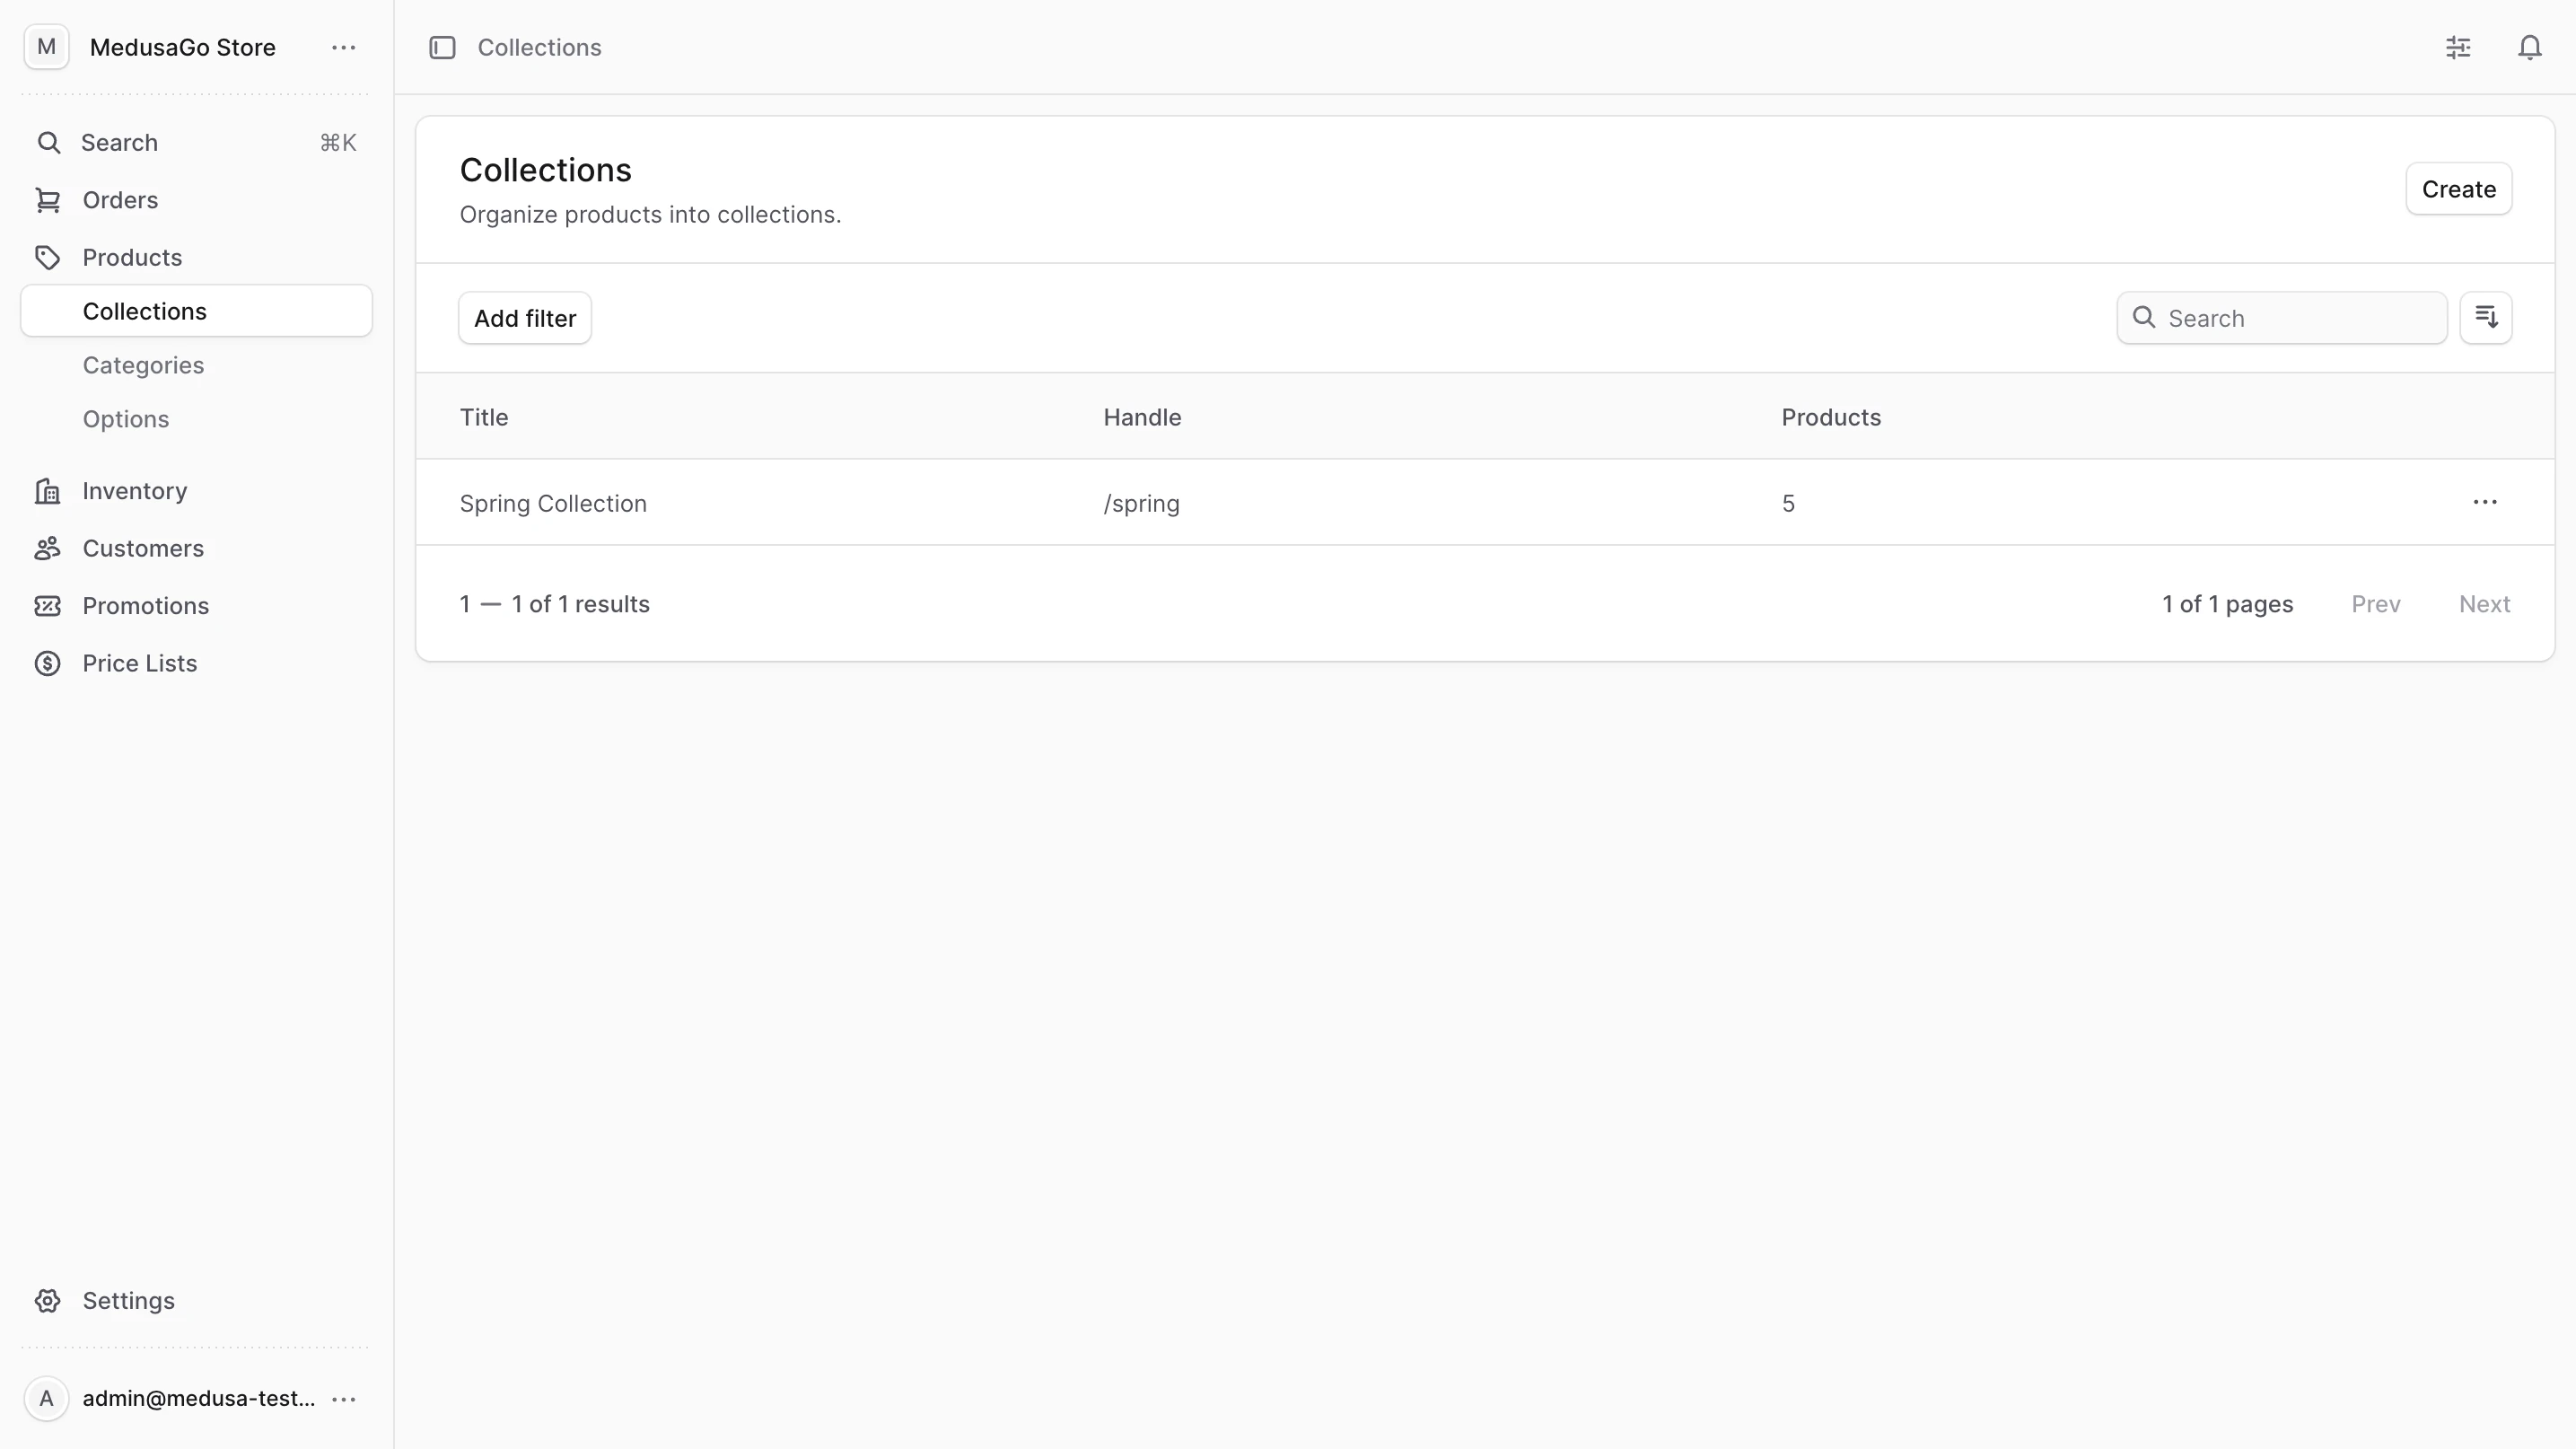 M MedusaGo Store
Search ⌘K
Orders
Products
Collections
Categories
Options
Inventory
Customers
Promotions
Price Lists
Settings
A admin@medusa-test...
Collections
Collections
Organize products into collections.
Create
Add filter
Search
Title Handle Products
Spring Collection /spring 5
1 — 1 of 1 results
1 of 1 pages Prev Next